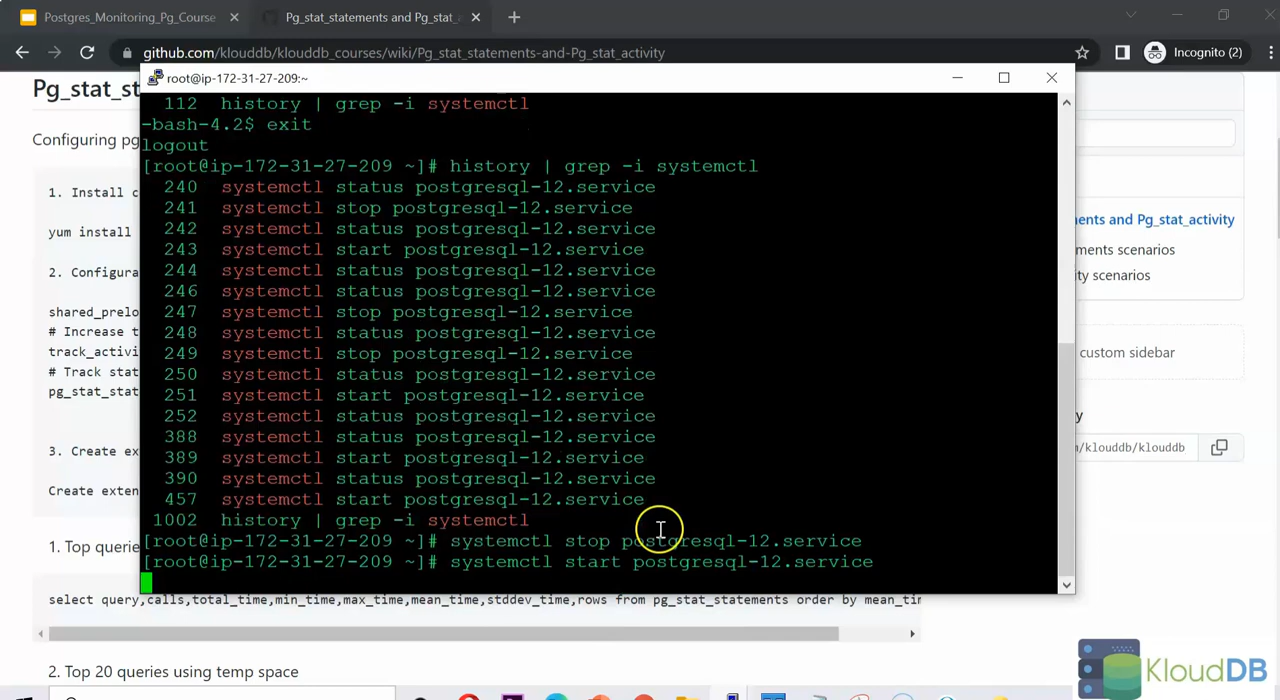 Postgres_Monitoring_Pg_Course
Pg_stat_statements and Pg_stat_
github.com/klouddb/klouddb_courses/wiki/Pg_stat_statements-and-Pg_stat_activity
Incognito (2)
Pg_stat_st
root@ip-172-31-27-209:~
112 history | grep -i systemctl
-bash-4.2$ exit
logout
[root@ip-172-31-27-209 ~]# history | grep -i systemctl
240 systemctl status postgresql-12.service
241 systemctl stop postgresql-12.service
242 systemctl status postgresql-12.service
243 systemctl start postgresql-12.service
244 systemctl status postgresql-12.service
246 systemctl status postgresql-12.service
247 systemctl stop postgresql-12.service
248 systemctl status postgresql-12.service
249 systemctl stop postgresql-12.service
250 systemctl status postgresql-12.service
251 systemctl start postgresql-12.service
252 systemctl status postgresql-12.service
388 systemctl status postgresql-12.service
389 systemctl start postgresql-12.service
390 systemctl status postgresql-12.service
457 systemctl start postgresql-12.service
1002 history | grep -i systemctl
[root@ip-172-31-27-209 ~]# systemctl stop postgresql-12.service
[root@ip-172-31-27-209 ~]# systemctl start postgresql-12.service
Configuring pg
1. Install c
yum install
2. Configura
shared_prelo
# Increase t
track_activi
# Track stat
pg_stat_stat
3. Create ex
Create exten
1. Top querie
select query,calls,total_time,min_time,max_time,mean_time,stddev_time,rows from pg_stat_statements order by mean_tim
2. Top 20 queries using temp space
ents and Pg_stat_activity
ments scenarios
ty scenarios
custom sidebar
y
m/klouddb/klouddb
KloudDB